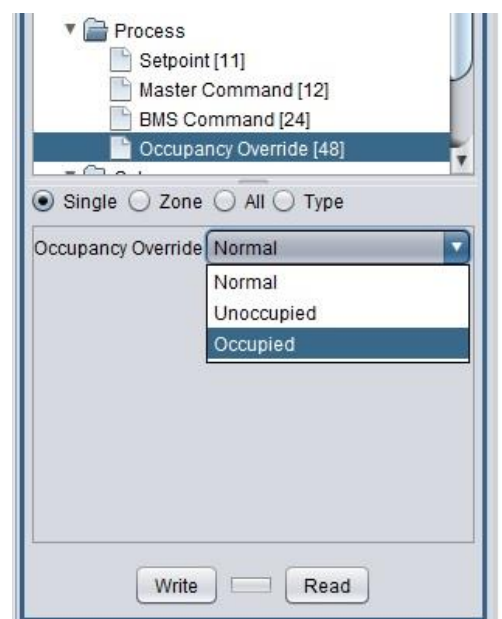 Process
Setpoint [11]
Master Command [12]
BMS Command [24]
Occupancy Override [48]
Single Zone All Type
Occupancy Override Normal
Normal
Unoccupied
Occupied
Write Read